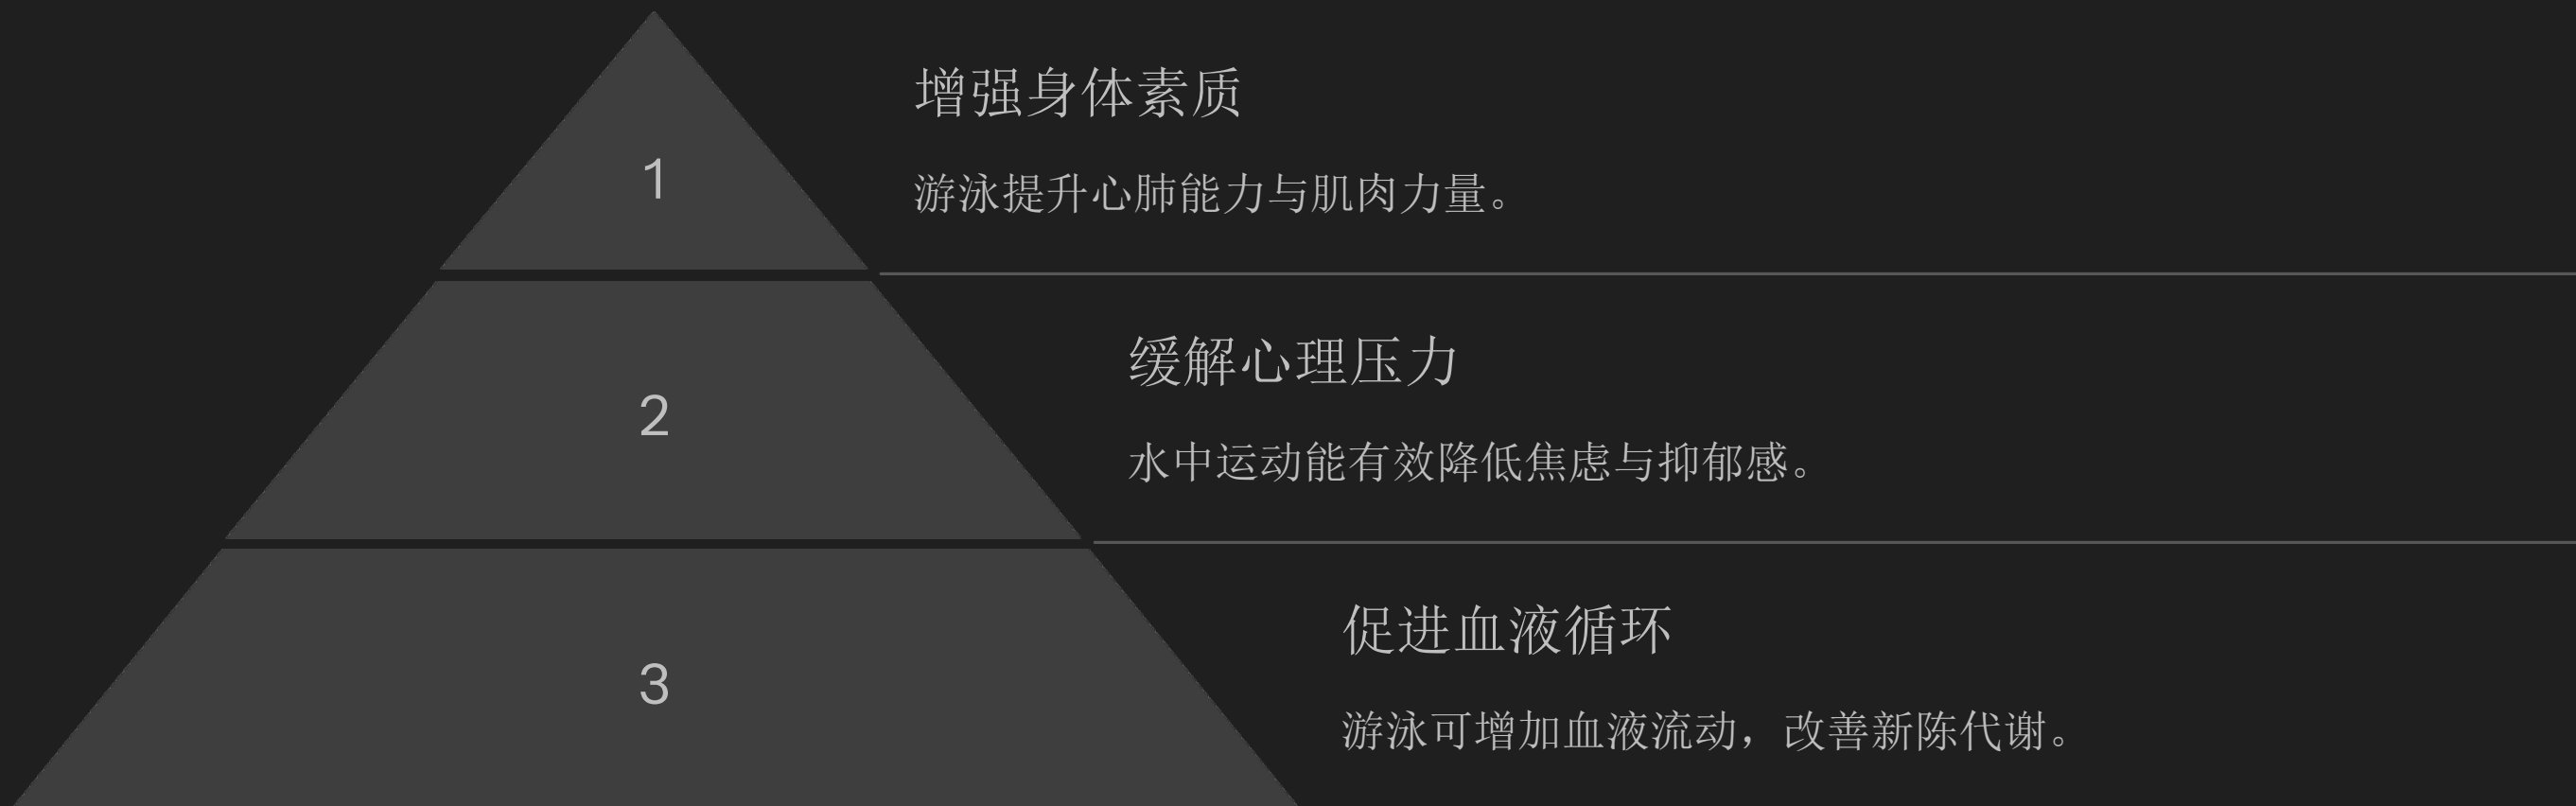 1
增强身体素质
游泳提升心肺能力与肌肉力量。
2
缓解心理压力
水中运动能有效降低焦虑与抑郁感。
3
促进血液循环
游泳可增加血液流动，改善新陈代谢。